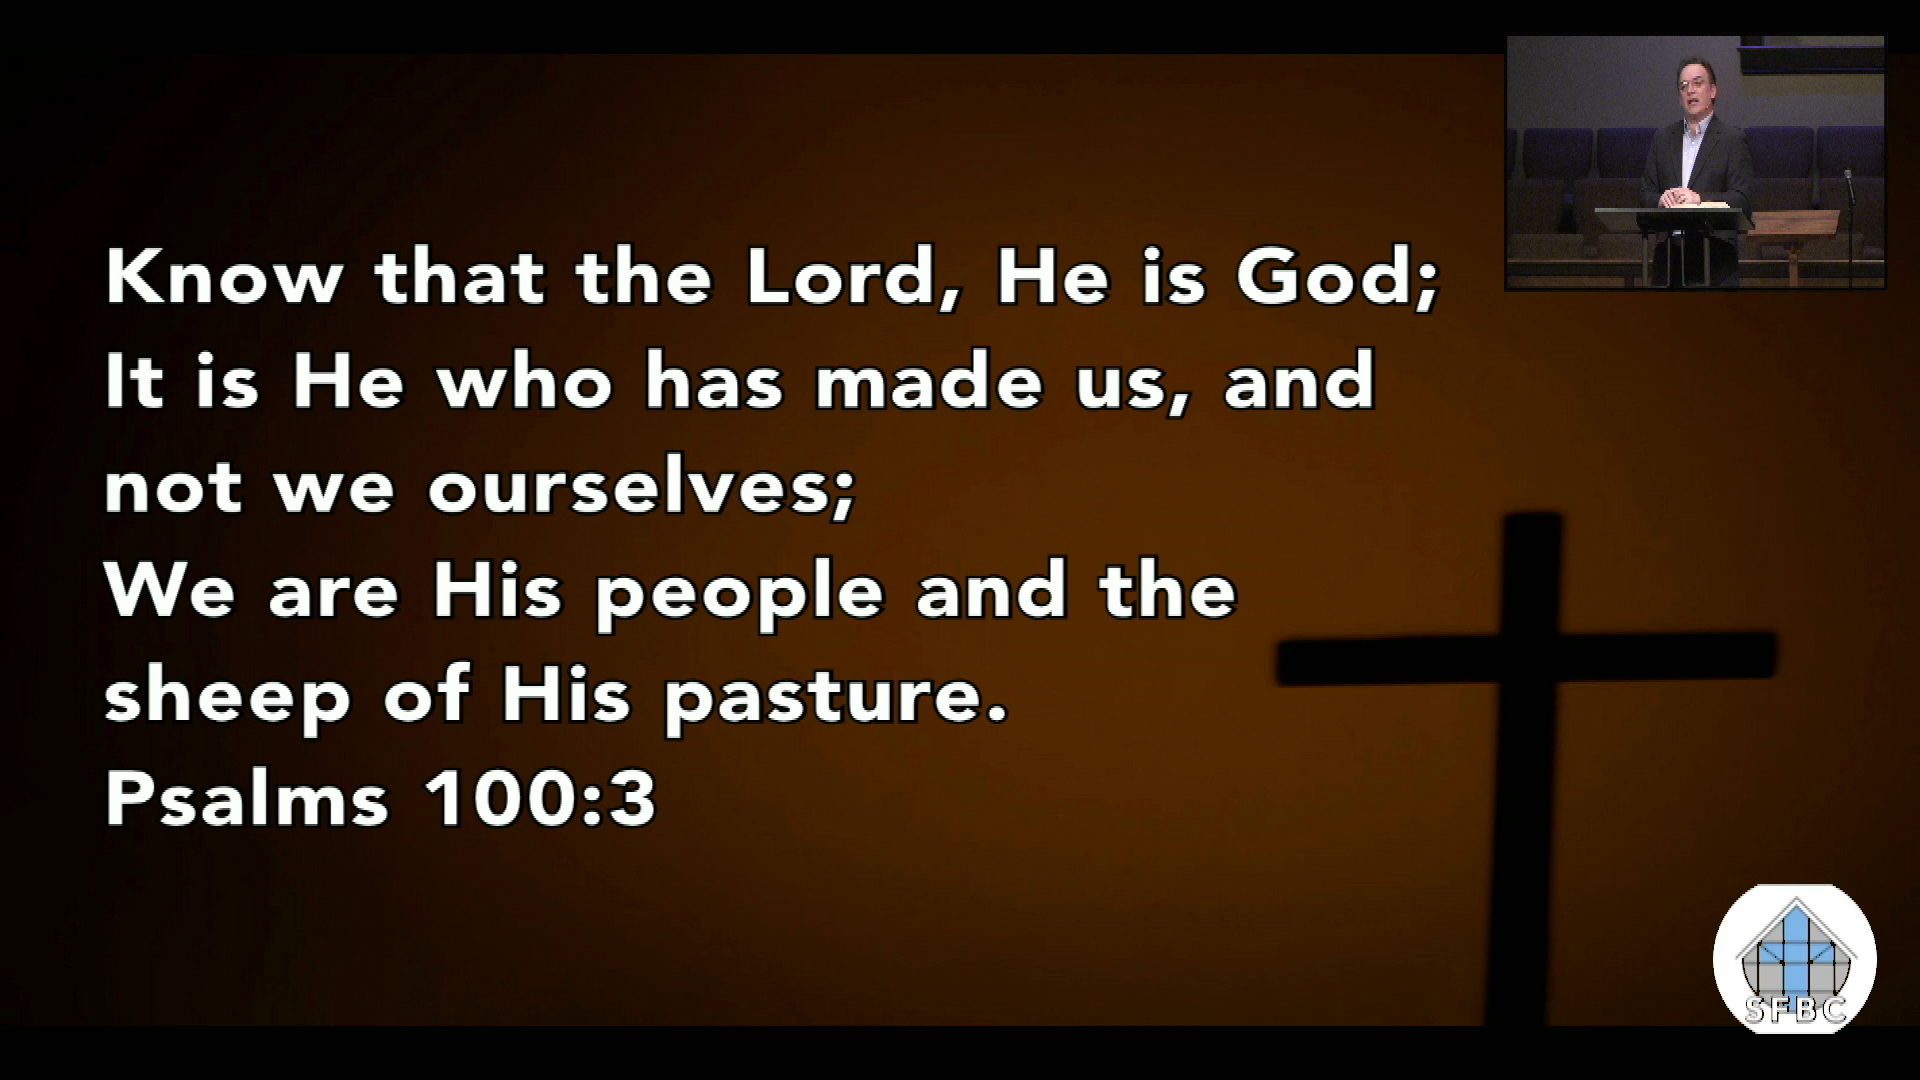 Know that the Lord, He is God;
It is He who has made us, and
not we ourselves;
We are His people and the
sheep of His pasture.
Psalms 100:3
SFBC